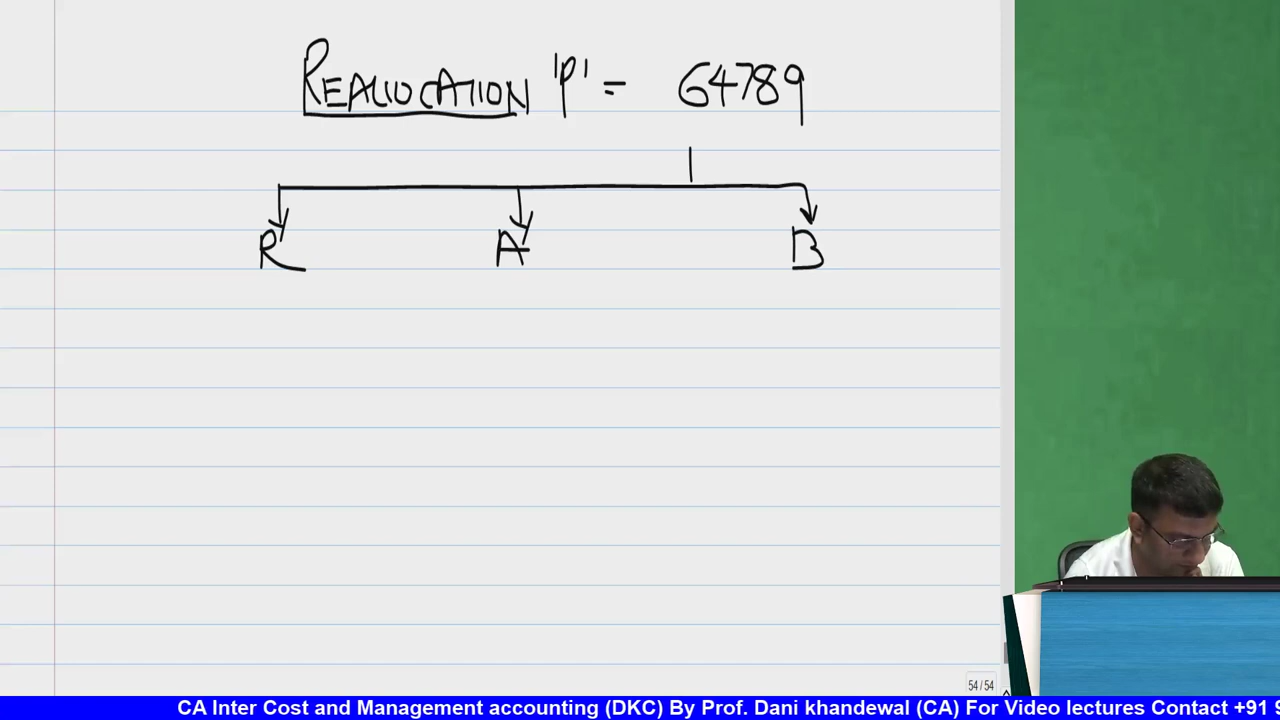 REALLOCATION 'P' = 64789
R A B
54 / 54
CA Inter Cost and Management accounting (DKC) By Prof. Dani khandewal (CA) For Video lectures Contact +91